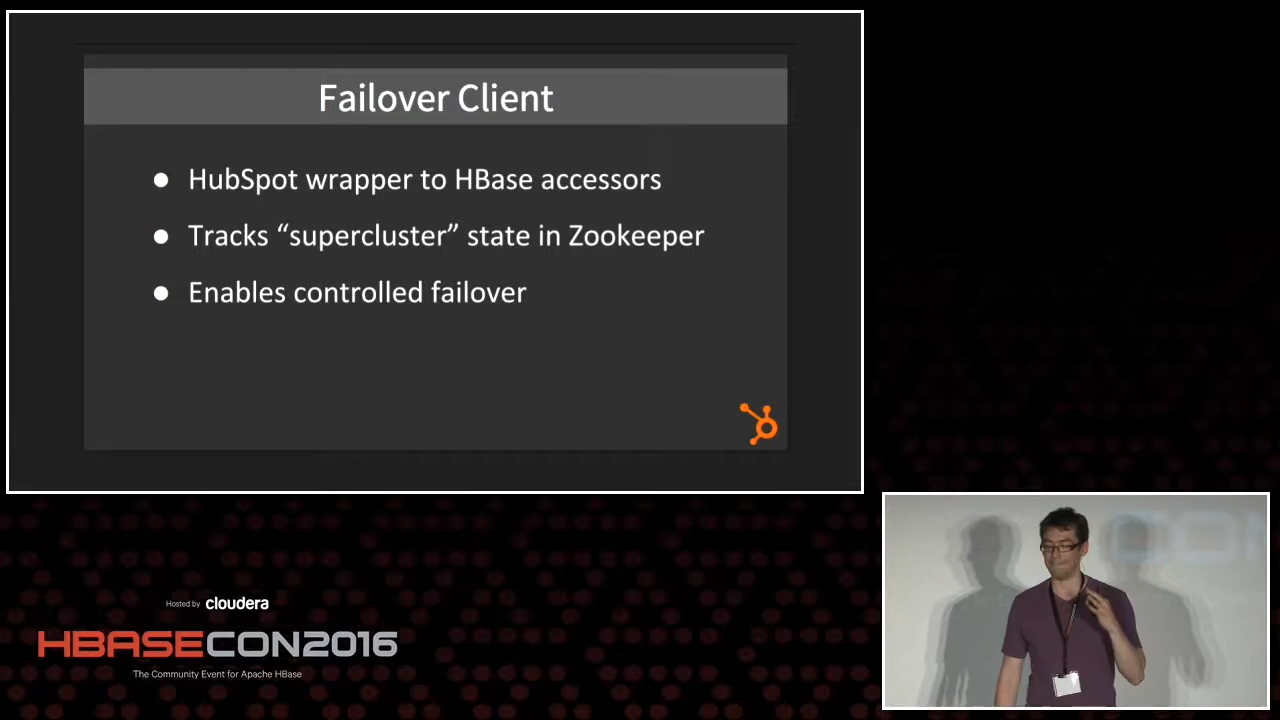 Failover Client
● HubSpot wrapper to HBase accessors
● Tracks “supercluster” state in Zookeeper
● Enables controlled failover
Hosted by cloudera
HBASECON2016
The Community Event for Apache HBase